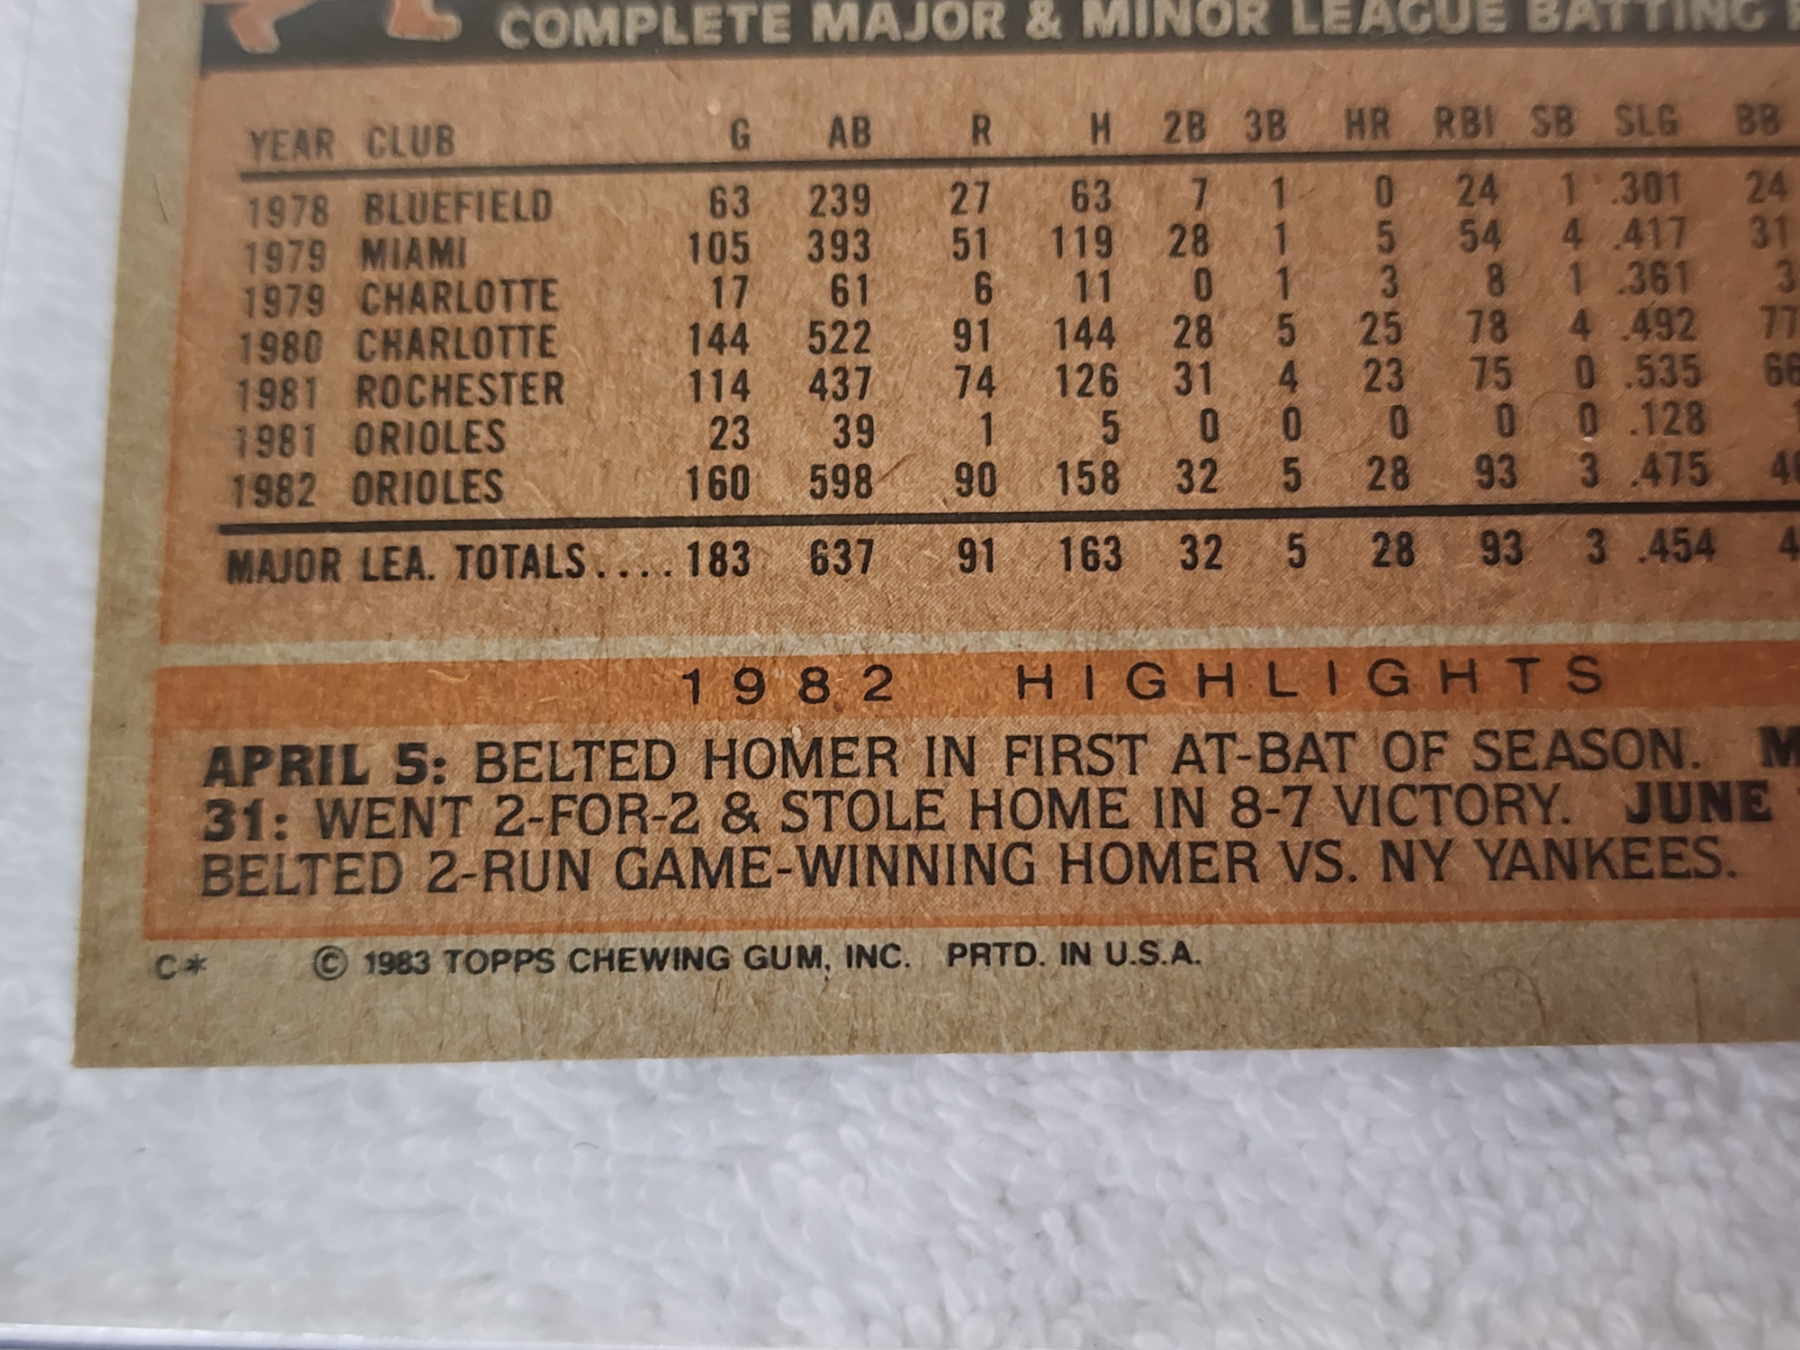 COMPLETE MAJOR & MINOR LEAGUE BATTING
YEAR CLUB G AB R H 2B 3B HR RBI SB SLG BB
1978 BLUEFIELD 63 239 27 63 7 1 0 24 1 .301 24
1979 MIAMI 105 393 51 119 28 1 5 54 4 .417 31
1979 CHARLOTTE 17 61 6 11 0 1 3 8 1 .361 3
1980 CHARLOTTE 144 522 91 144 28 5 25 78 4 .492 77
1981 ROCHESTER 114 437 74 126 31 4 23 75 0 .535 66
1981 ORIOLES 23 39 1 5 0 0 0 0 0 .128
1982 ORIOLES 160 598 90 158 32 5 28 93 3 .475
MAJOR LEA. TOTALS.... 183 637 91 163 32 5 28 93 3 .454
1982 HIGHLIGHTS
APRIL 5: BELTED HOMER IN FIRST AT-BAT OF SEASON.
31: WENT 2-FOR-2 & STOLE HOME IN 8-7 VICTORY. JUNE
BELTED 2-RUN GAME-WINNING HOMER VS. NY YANKEES.
C* © 1983 TOPPS CHEWING GUM, INC. PRTD. IN U.S.A.